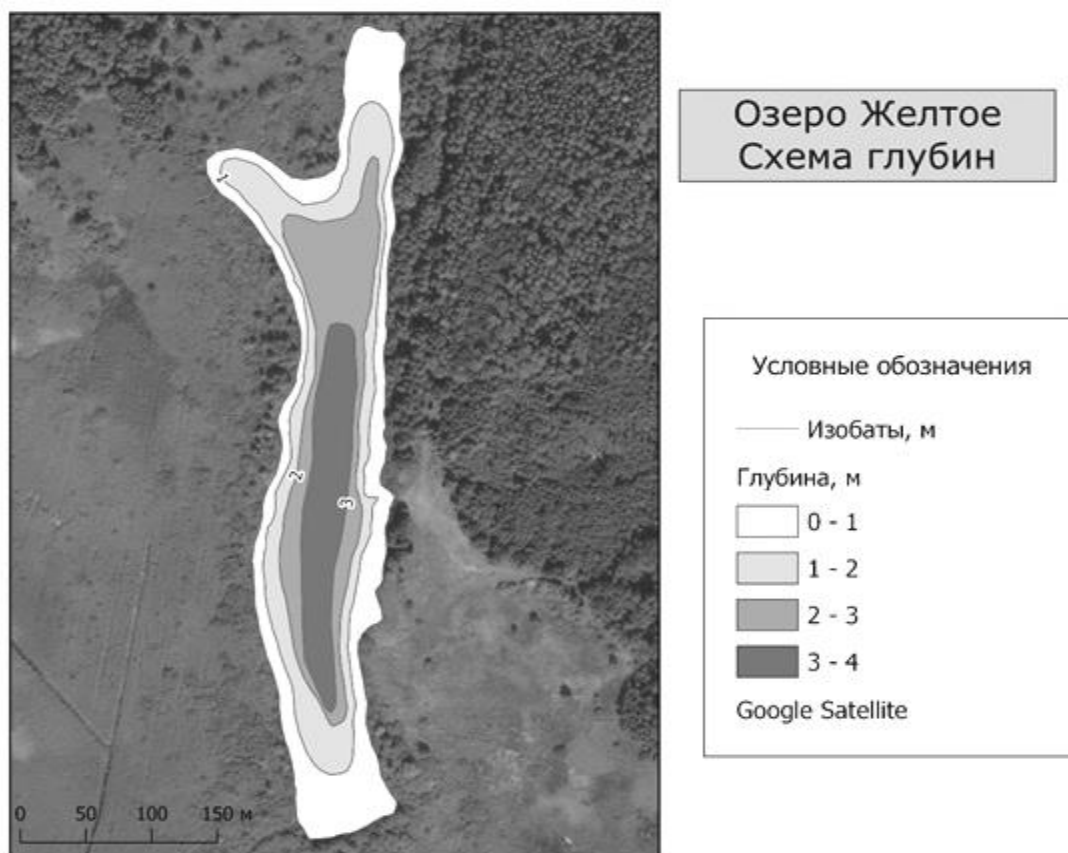 Озеро Желтое
Схема глубин
Условные обозначения
Изобаты, м
Глубина, м
0 - 1
1 - 2
2 - 3
3 - 4
Google Satellite
1
2
3
0 50 100 150 м